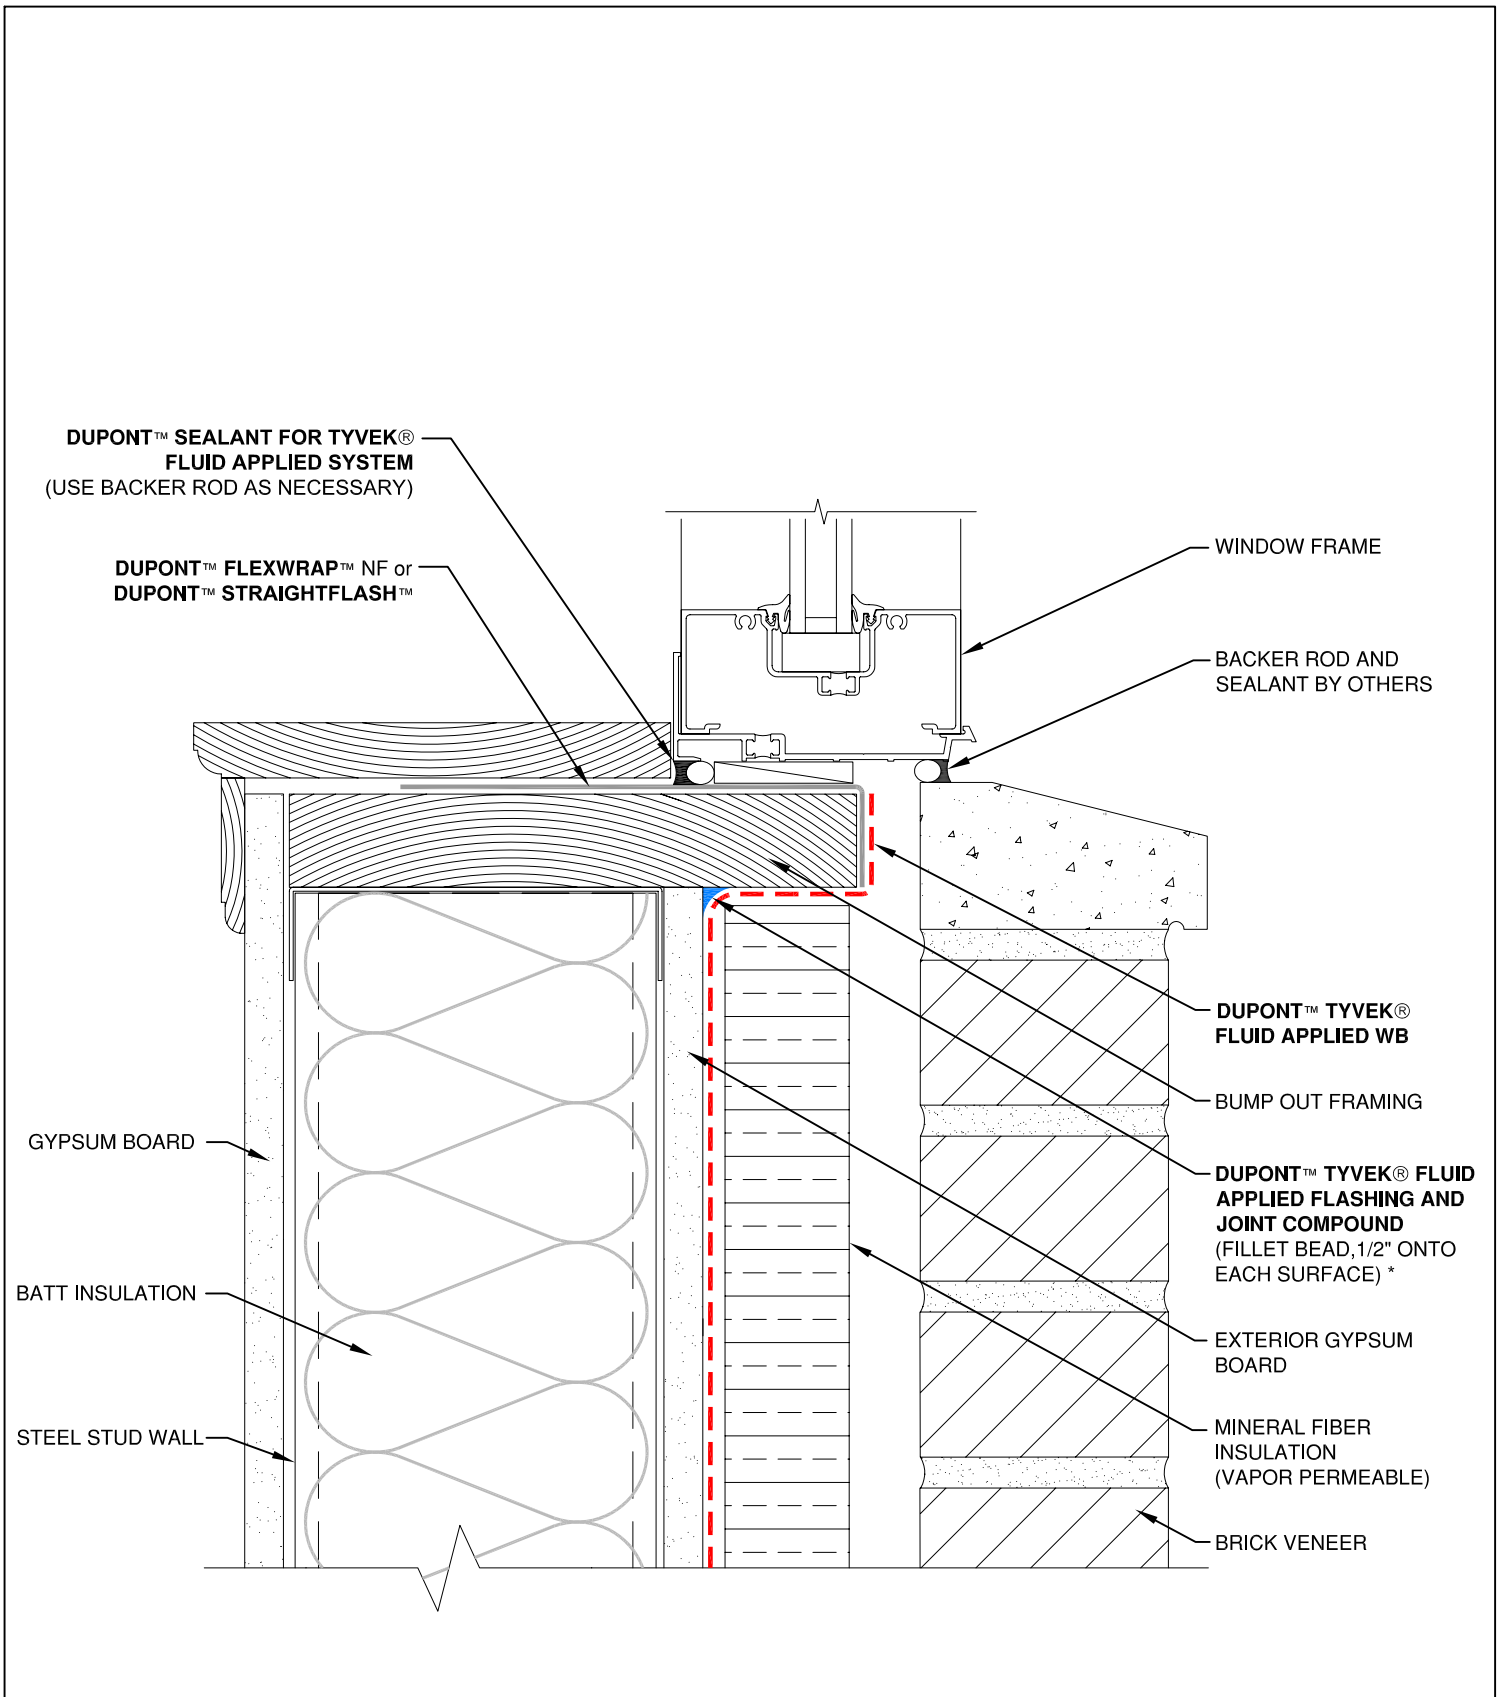 DUPONT™ SEALANT FOR TYVEK®
FLUID APPLIED SYSTEM
(USE BACKER ROD AS NECESSARY)
DUPONT™ FLEXWRAP™ NF or
DUPONT™ STRAIGHTFLASH™
GYPSUM BOARD
BATT INSULATION
STEEL STUD WALL
WINDOW FRAME
BACKER ROD AND
SEALANT BY OTHERS
DUPONT™ TYVEK®
FLUID APPLIED WB
BUMP OUT FRAMING
DUPONT™ TYVEK® FLUID
APPLIED FLASHING AND
JOINT COMPOUND
(FILLET BEAD,1/2" ONTO
EACH SURFACE) *
EXTERIOR GYPSUM
BOARD
MINERAL FIBER
INSULATION
(VAPOR PERMEABLE)
BRICK VENEER